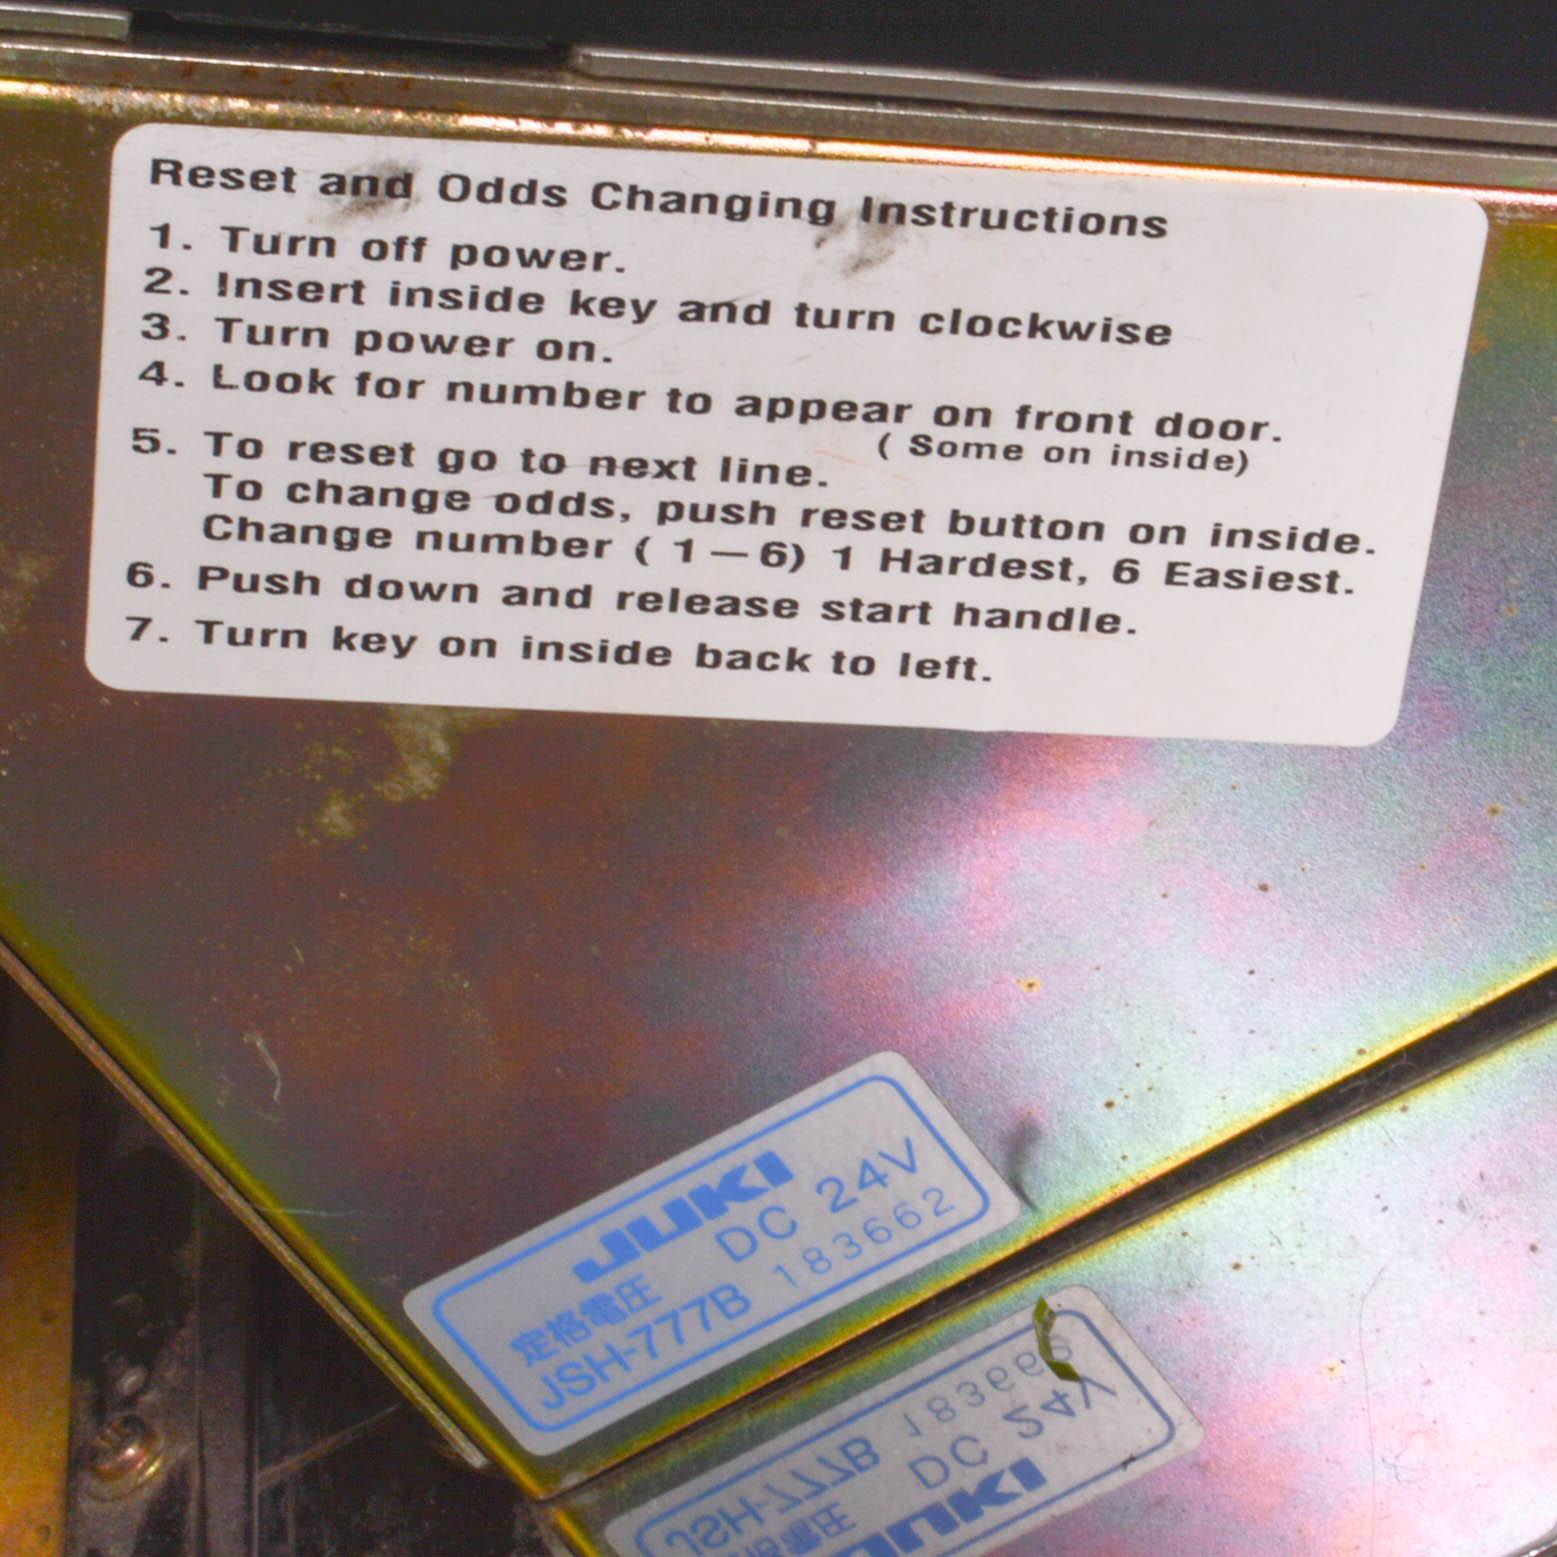 Reset and Odds Changing Instructions
1. Turn off power.
2. Insert inside key and turn clockwise
3. Turn power on.
4. Look for number to appear on front door.
( Some on inside)
5. To reset go to next line.
To change odds, push reset button on inside.
Change number ( 1 — 6) 1 Hardest, 6 Easiest.
6. Push down and release start handle.
7. Turn key on inside back to left.
JUKI
定格電圧 DC 24V
JSH-777B 183662